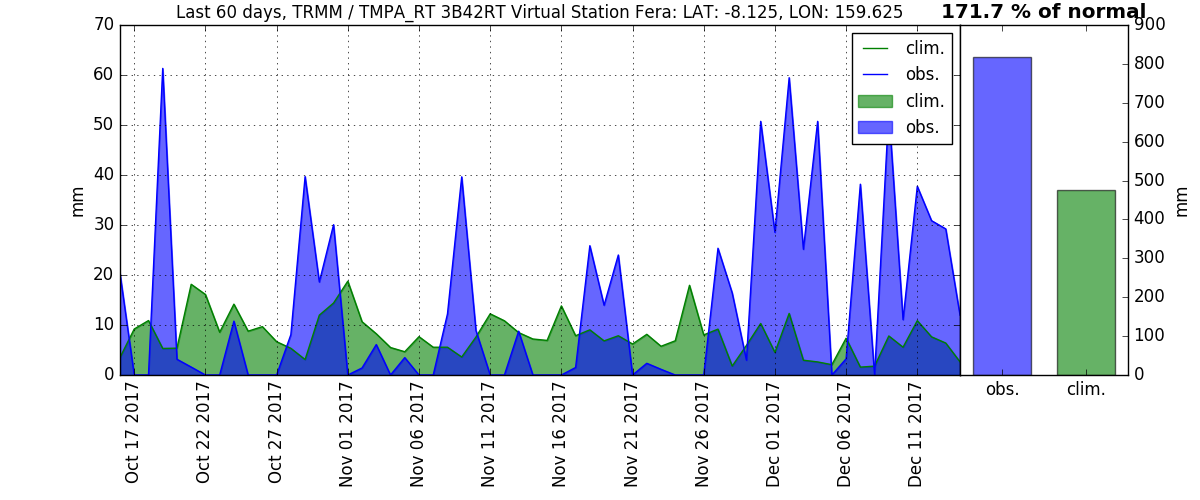 Last 60 days, TRMM / TMPA_RT 3B42RT Virtual Station Fera: LAT: -8.125, LON: 159.625
171.7 % of normal
70
60
50
40
30
20
10
0
mm
clim.
obs.
clim.
obs.
900
800
700
600
500
400
300
200
100
0
mm
obs.
clim.
Oct 17 2017
Oct 22 2017
Oct 27 2017
Nov 01 2017
Nov 06 2017
Nov 11 2017
Nov 16 2017
Nov 21 2017
Nov 26 2017
Dec 01 2017
Dec 06 2017
Dec 11 2017